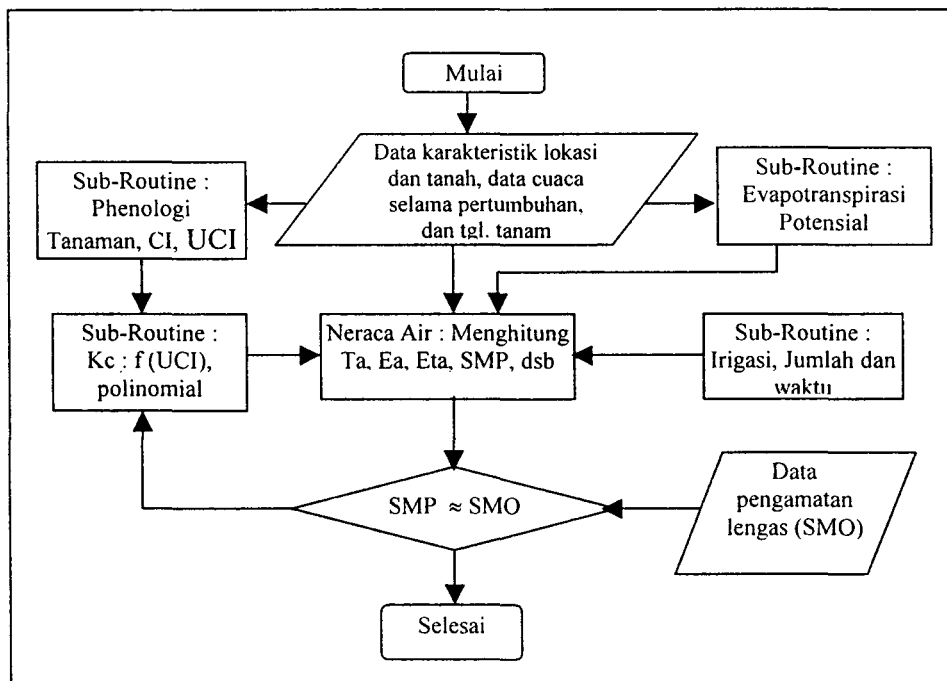 Mulai
Data karakteristik lokasi
dan tanah, data cuaca
selama pertumbuhan,
dan tgl. tanam
Sub-Routine :
Phenologi
Tanaman, CI, UCI
Sub-Routine :
Evapotranspirasi
Potensial
Sub-Routine :
Kc : f (UCI),
polinomial
Neraca Air : Menghitung
Ta, Ea, Eta, SMP, dsb
Sub-Routine :
Irigasi, Jumlah dan
waktu
SMP ≈ SMO
Data
pengamatan
lengas (SMO)
Selesai